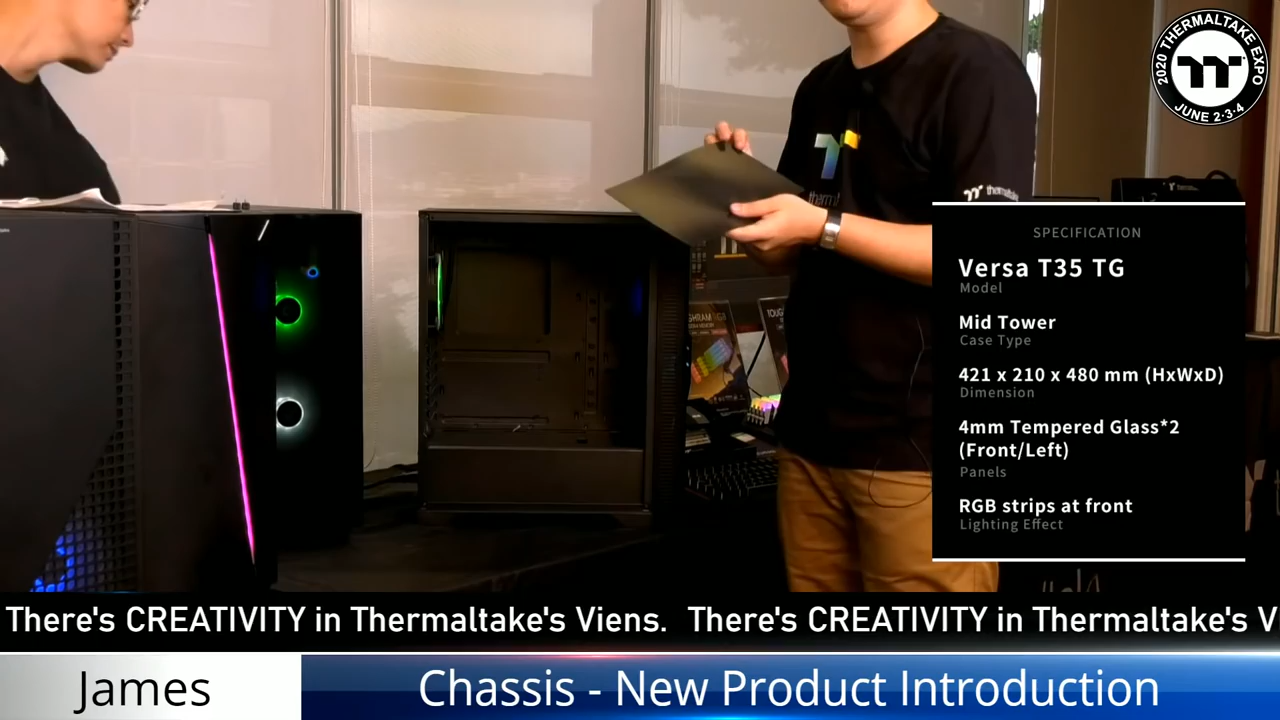 2020 THERMALTAKE EXPO
JUNE 2·3·4
thermaltake
SPECIFICATION
Versa T35 TG
Model
Mid Tower
Case Type
421 x 210 x 480 mm (HxWxD)
Dimension
4mm Tempered Glass*2
(Front/Left)
Panels
RGB strips at front
Lighting Effect
There's CREATIVITY in Thermaltake's Viens. There's CREATIVITY in Thermaltake's V
James
Chassis - New Product Introduction